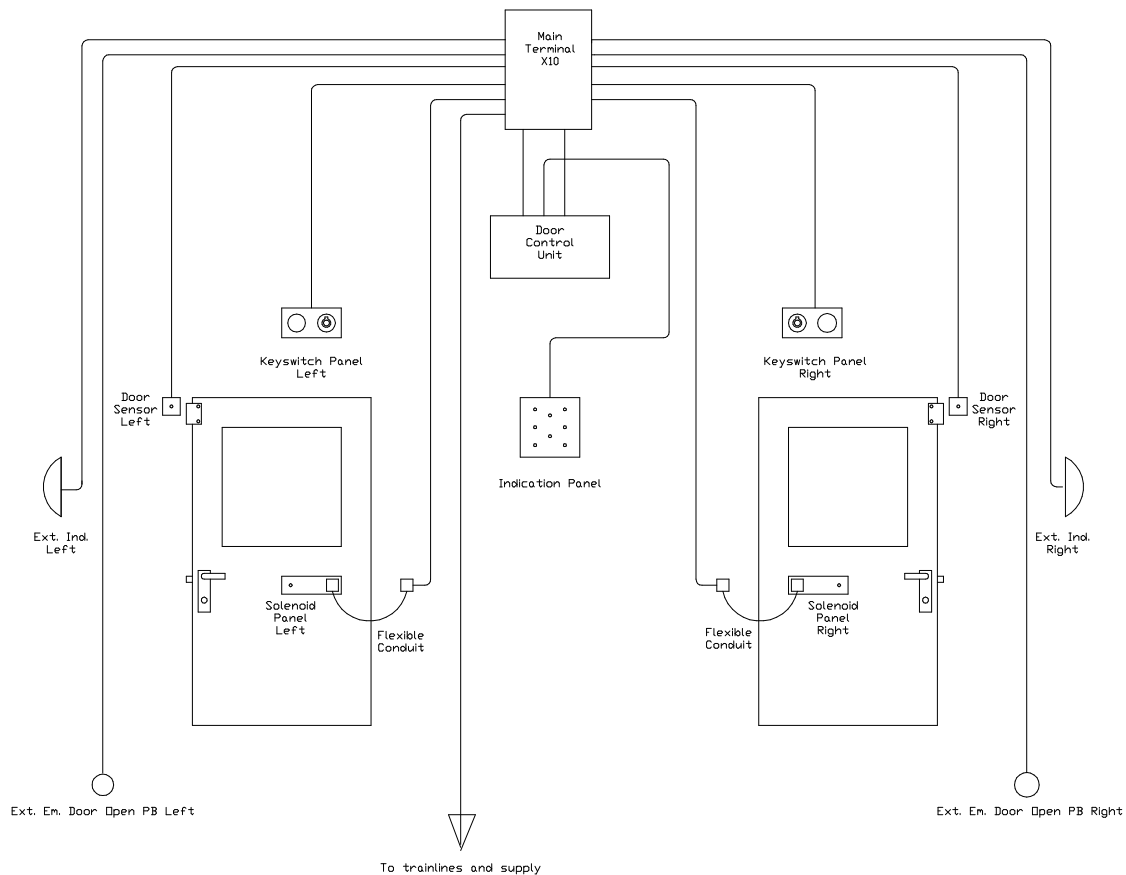 Main
Terminal
X10
Door
Control
Unit
Keyswitch Panel
Left
Keyswitch Panel
Right
Door
Sensor
Left
Door
Sensor
Right
Indication Panel
Ext. Ind.
Left
Ext. Ind.
Right
Solenoid
Panel
Left
Flexible
Conduit
Solenoid
Panel
Right
Flexible
Conduit
Ext. Em. Door Open PB Left
Ext. Em. Door Open PB Right
To trainlines and supply